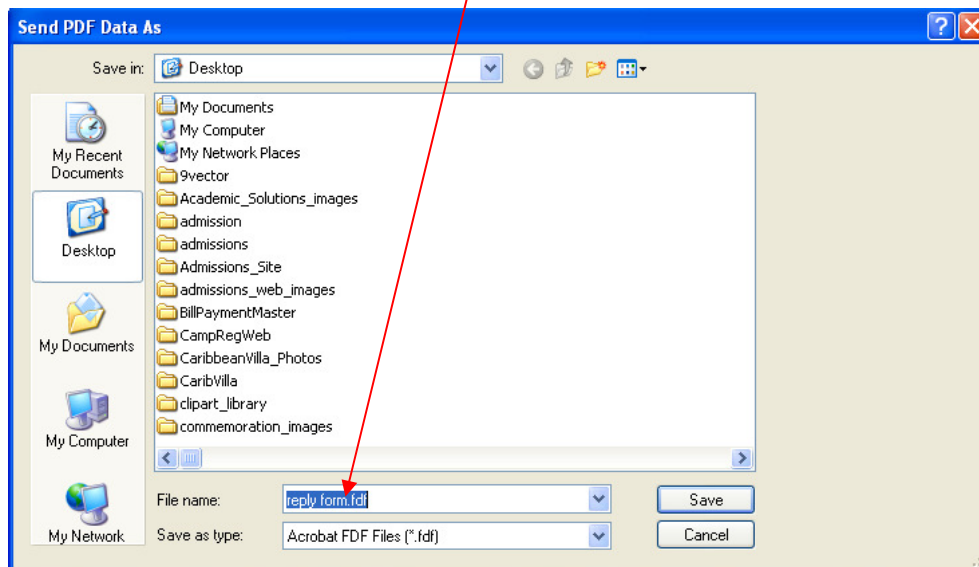 Send PDF Data As
Save in: Desktop
My Recent
Documents
Desktop
My Documents
My Computer
My Network
My Documents
My Computer
My Network Places
9vector
Academic_Solutions_images
admission
admissions
Admissions_Site
admissions_web_images
BillPaymentMaster
CampRegWeb
CaribbeanVilla_Photos
CaribVilla
clipart_library
commemoration_images
File name: reply form.fdf Save
Save as type: Acrobat FDF Files (*.fdf) Cancel